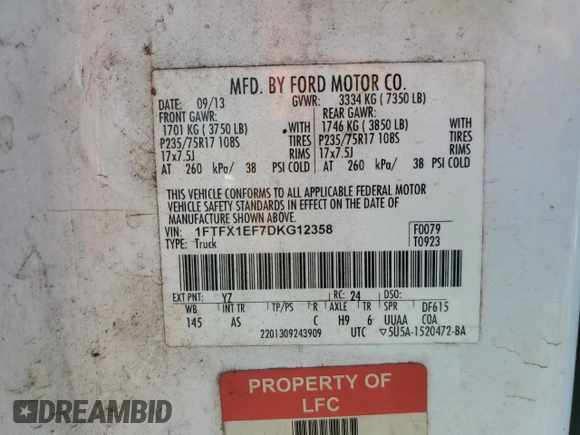 MFD. BY FORD MOTOR CO.
DATE: 09/13 GVWR: 3334 KG ( 7350 LB)
FRONT GAWR: REAR GAWR:
1701 KG ( 3750 LB) WITH 1746 KG ( 3850 LB) WITH
P235/75R17 108S TIRES P235/75R17 108S TIRES
17x7.5J RIMS 17x7.5J RIMS
AT 260 kPa/ 38 PSI COLD AT 260 kPa/ 38 PSI COLD
THIS VEHICLE CONFORMS TO ALL APPLICABLE FEDERAL MOTOR
VEHICLE SAFETY STANDARDS IN EFFECT ON THE DATE OF
MANUFACTURE SHOWN ABOVE.
VIN: 1FTFX1EF7DKG12358 F0079
TYPE: Truck T0923
EXT PNT: YZ RC: 24 DSO:
WB INT TR TP/PS R AXLE TR SPR DF615
145 AS C H9 6 UUAA COA
2201309243909 UTC ▽5U5A-1520472-BA
PROPERTY OF
LFC
DREAMBID